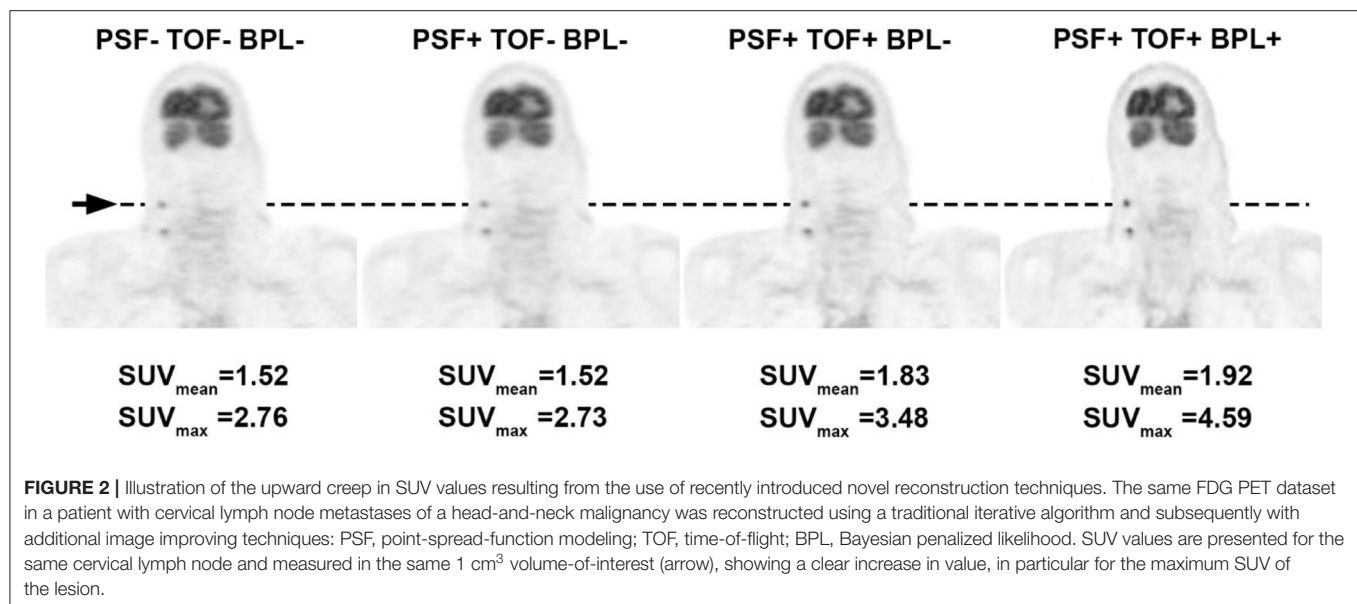 PSF- TOF- BPL- PSF+ TOF- BPL- PSF+ TOF+ BPL- PSF+ TOF+ BPL+
SUVmean=1.52 SUVmean=1.52 SUVmean=1.83 SUVmean=1.92
SUVmax =2.76 SUVmax =2.73 SUVmax =3.48 SUVmax =4.59
FIGURE 2 | Illustration of the upward creep in SUV values resulting from the use of recently introduced novel reconstruction techniques. The same FDG PET dataset
in a patient with cervical lymph node metastases of a head-and-neck malignancy was reconstructed using a traditional iterative algorithm and subsequently with
additional image improving techniques: PSF, point-spread-function modeling; TOF, time-of-flight; BPL, Bayesian penalized likelihood. SUV values are presented for the
same cervical lymph node and measured in the same 1 cm³ volume-of-interest (arrow), showing a clear increase in value, in particular for the maximum SUV of
the lesion.